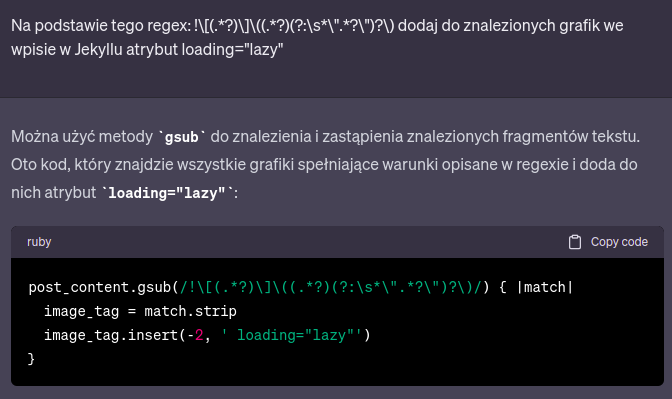 Na podstawie tego regex: !\[(.*?)\]\((.*?)(?:\s*\".*?\")?\) dodaj do znalezionych grafik we
wpisie w Jekyllu atrybut loading="lazy"
Można użyć metody `gsub` do znalezienia i zastąpienia znalezionych fragmentów tekstu.
Oto kod, który znajdzie wszystkie grafiki spełniające warunki opisane w regexie i doda do
nich atrybut `loading="lazy"`:
ruby Copy code
post_content.gsub(/!\[(.*?)\]\((.*?)(?:\s*\".*?\")?\)/) { |match|
  image_tag = match.strip
  image_tag.insert(-2, ' loading="lazy"')
}